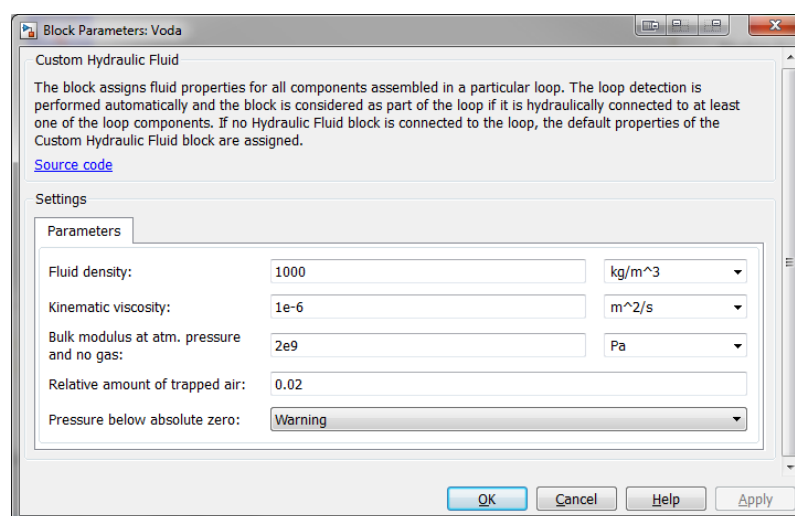 Block Parameters: Voda
Custom Hydraulic Fluid
The block assigns fluid properties for all components assembled in a particular loop. The loop detection is
performed automatically and the block is considered as part of the loop if it is hydraulically connected to at least
one of the loop components. If no Hydraulic Fluid block is connected to the loop, the default properties of the
Custom Hydraulic Fluid block are assigned.
Source code
Settings
Parameters
Fluid density: 1000 kg/m^3
Kinematic viscosity: 1e-6 m^2/s
Bulk modulus at atm. pressure
and no gas: 2e9 Pa
Relative amount of trapped air: 0.02
Pressure below absolute zero: Warning
OK Cancel Help Apply